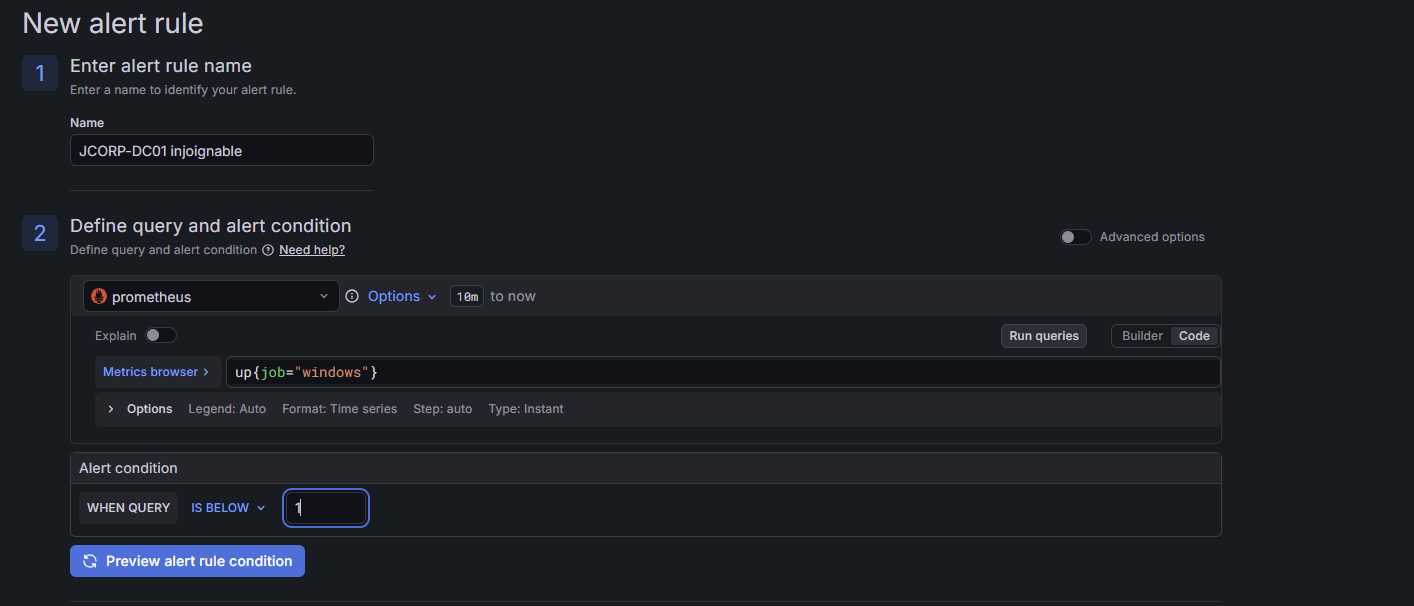 New alert rule
1 Enter alert rule name
Enter a name to identify your alert rule.
Name
JCORP-DC01 injoignable
2 Define query and alert condition
Define query and alert condition Need help?
Advanced options
prometheus Options 10m to now
Explain Run queries Builder Code
Metrics browser > up{job="windows"}
> Options Legend: Auto Format: Time series Step: auto Type: Instant
Alert condition
WHEN QUERY IS BELOW 1
Preview alert rule condition